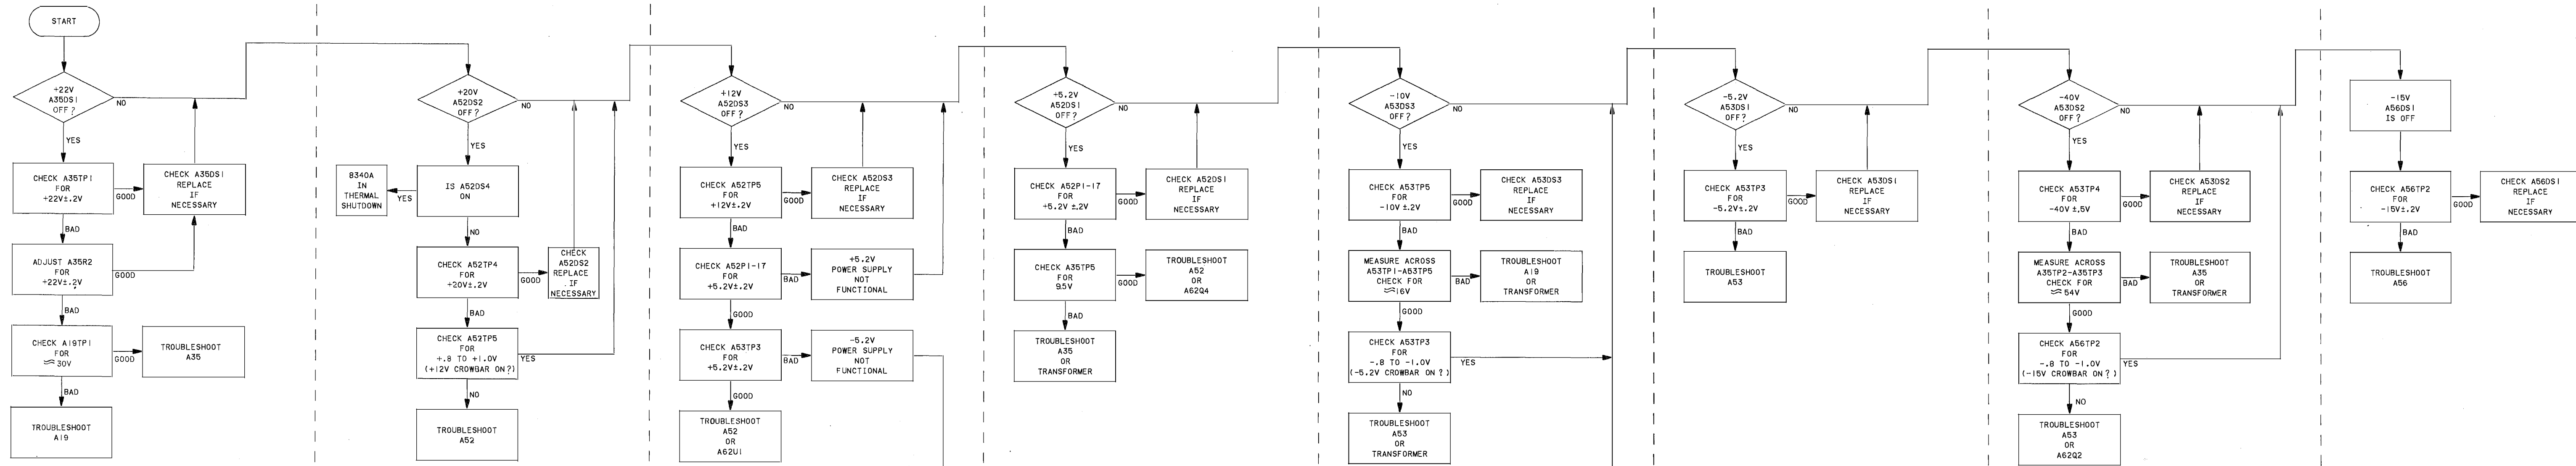 START
+22V
A35DS1
OFF?
NO
YES
CHECK A35TP1
FOR
+22V±.2V
GOOD
CHECK A35DS1
REPLACE
IF
NECESSARY
BAD
ADJUST A35R2
FOR
+22V±.2V
GOOD
BAD
CHECK A19TP1
FOR
≈30V
GOOD
TROUBLESHOOT
A35
BAD
TROUBLESHOOT
A19
+20V
A52DS2
OFF?
NO
YES
8340A
IN
THERMAL
SHUTDOWN
YES
IS A52DS4
ON
NO
CHECK A52TP4
FOR
+20V±.2V
GOOD
CHECK
A52DS2
REPLACE
IF
NECESSARY
BAD
CHECK A52TP5
FOR
+.8 TO +1.0V
(+12V CROWBAR ON?)
YES
NO
TROUBLESHOOT
A52
+12V
A52DS3
OFF?
NO
YES
CHECK A52TP5
FOR
+12V±.2V
GOOD
CHECK A52DS3
REPLACE
IF
NECESSARY
BAD
CHECK A52P1-17
FOR
+5.2V±.2V
BAD
+5.2V
POWER SUPPLY
NOT
FUNCTIONAL
GOOD
CHECK A53TP3
FOR
+5.2V±.2V
BAD
-5.2V
POWER SUPPLY
NOT
FUNCTIONAL
GOOD
TROUBLESHOOT
A52
OR
A62U1
+5.2V
A52DS1
OFF?
NO
YES
CHECK A52P1-17
FOR
+5.2V ±.2V
GOOD
CHECK A52DS1
REPLACE
IF
NECESSARY
BAD
CHECK A35TP5
FOR
9.5V
GOOD
TROUBLESHOOT
A52
OR
A62Q4
BAD
TROUBLESHOOT
A35
OR
TRANSFORMER
-10V
A53DS3
OFF?
NO
YES
CHECK A53TP5
FOR
-10V±.2V
GOOD
CHECK A53DS3
REPLACE
IF
NECESSARY
BAD
MEASURE ACROSS
A53TP1-A53TP5
CHECK FOR
≈16V
BAD
TROUBLESHOOT
A19
OR
TRANSFORMER
GOOD
CHECK A53TP3
FOR
-.8 TO -1.0V
(-5.2V CROWBAR ON?)
YES
NO
TROUBLESHOOT
A53
OR
TRANSFORMER
-5.2V
A53DS1
OFF?
NO
YES
CHECK A53TP3
FOR
-5.2V±.2V
GOOD
CHECK A53DS1
REPLACE
IF
NECESSARY
BAD
TROUBLESHOOT
A53
-40V
A53DS2
OFF?
NO
YES
CHECK A53TP4
FOR
-40V ±.5V
GOOD
CHECK A53DS2
REPLACE
IF
NECESSARY
BAD
MEASURE ACROSS
A35TP2-A35TP3
CHECK FOR
≈54V
BAD
TROUBLESHOOT
A35
OR
TRANSFORMER
GOOD
CHECK A56TP2
FOR
-.8 TO -1.0V
(-15V CROWBAR ON?)
YES
NO
TROUBLESHOOT
A53
OR
A62Q2
-15V
A56DS1
IS OFF
CHECK A56TP2
FOR
-15V±.2V
GOOD
CHECK A56DS1
REPLACE
IF
NECESSARY
BAD
TROUBLESHOOT
A56